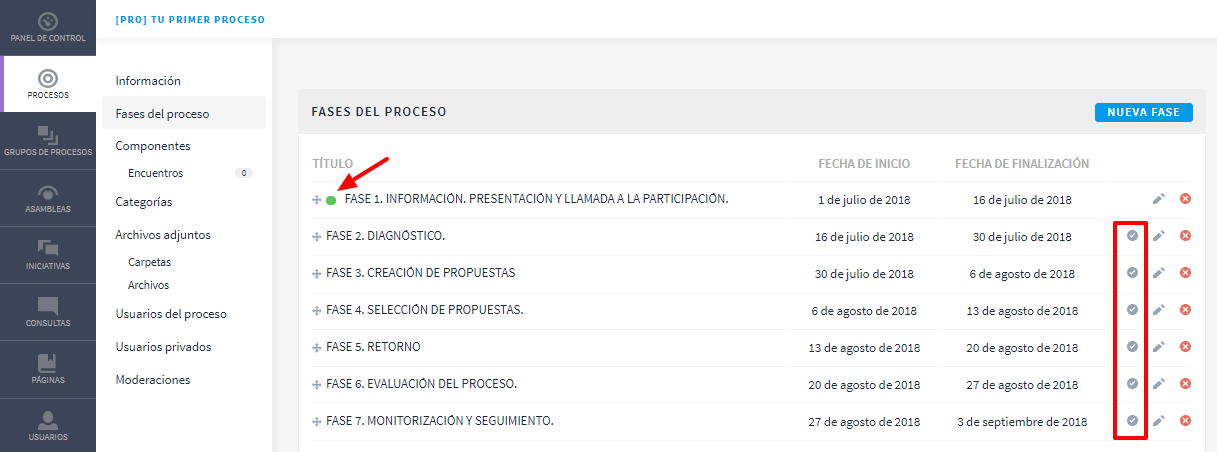 [PRO] TU PRIMER PROCESO
PANEL DE CONTROL
PROCESOS
GRUPOS DE PROCESOS
ASAMBLEAS
INICIATIVAS
CONSULTAS
PÁGINAS
USUARIOS
Información
Fases del proceso
Componentes
Encuentros 0
Categorías
Archivos adjuntos
Carpetas
Archivos
Usuarios del proceso
Usuarios privados
Moderaciones
FASES DEL PROCESO NUEVA FASE
TÍTULO FECHA DE INICIO FECHA DE FINALIZACIÓN
FASE 1. INFORMACIÓN. PRESENTACIÓN Y LLAMADA A LA PARTICIPACIÓN. 1 de julio de 2018 16 de julio de 2018
FASE 2. DIAGNÓSTICO. 16 de julio de 2018 30 de julio de 2018
FASE 3. CREACIÓN DE PROPUESTAS 30 de julio de 2018 6 de agosto de 2018
FASE 4. SELECCIÓN DE PROPUESTAS. 6 de agosto de 2018 13 de agosto de 2018
FASE 5. RETORNO 13 de agosto de 2018 20 de agosto de 2018
FASE 6. EVALUACIÓN DEL PROCESO. 20 de agosto de 2018 27 de agosto de 2018
FASE 7. MONITORIZACIÓN Y SEGUIMIENTO. 27 de agosto de 2018 3 de septiembre de 2018